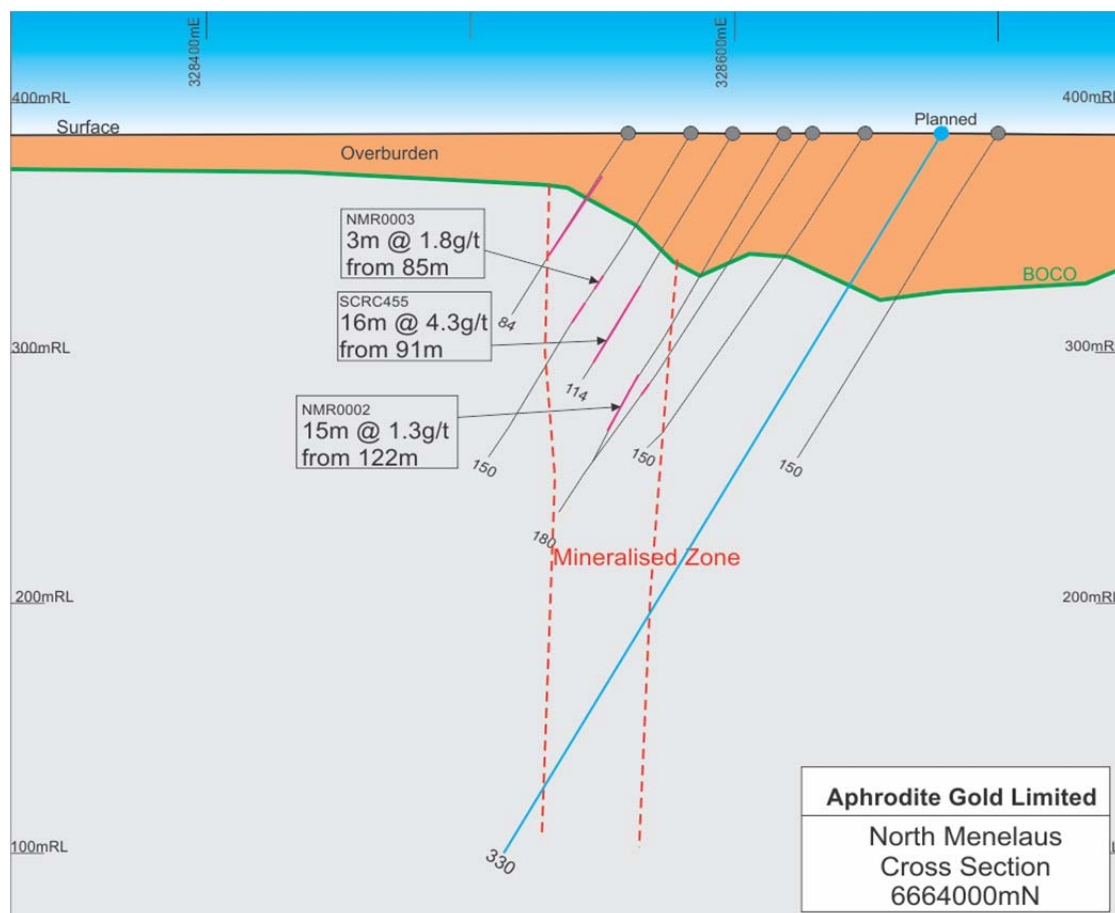 328400mE
328600mE
400mRL
400mRL
Planned
Surface
Overburden
NMR0003
3m @ 1.8g/t
from 85m
BOCO
SCRC455
16m @ 4.3g/t
from 91m
84
300mRL
300mR
114
NMR0002
15m @ 1.3g/t
from 122m
150
150
150
180
Mineralised Zone
200mRL
200mRL
Aphrodite Gold Limited
North Menelaus
Cross Section
6664000mN
100mRL
L
330